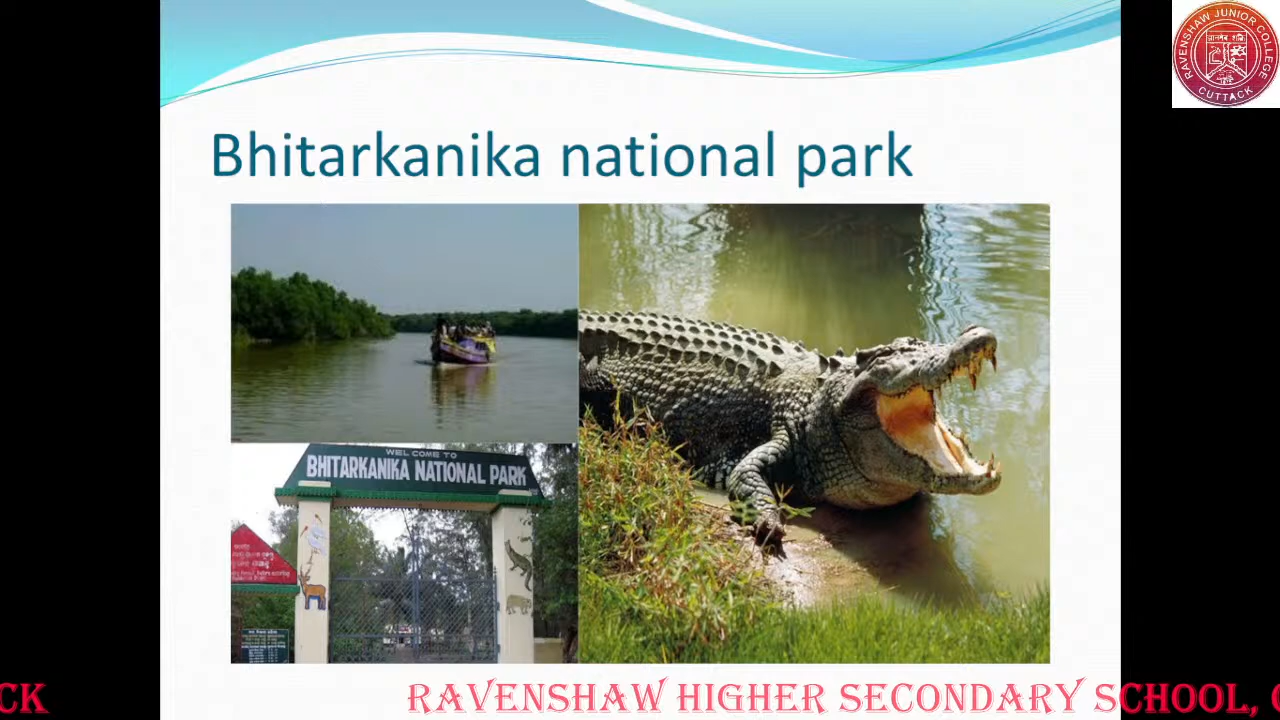 RAVENSHAW JUNIOR COLLEGE
CUTTACK
Bhitarkanika national park
WEL COME TO
BHITARKANIKA NATIONAL PARK
CK
RAVENSHAW HIGHER SECONDARY SCHOOL, C